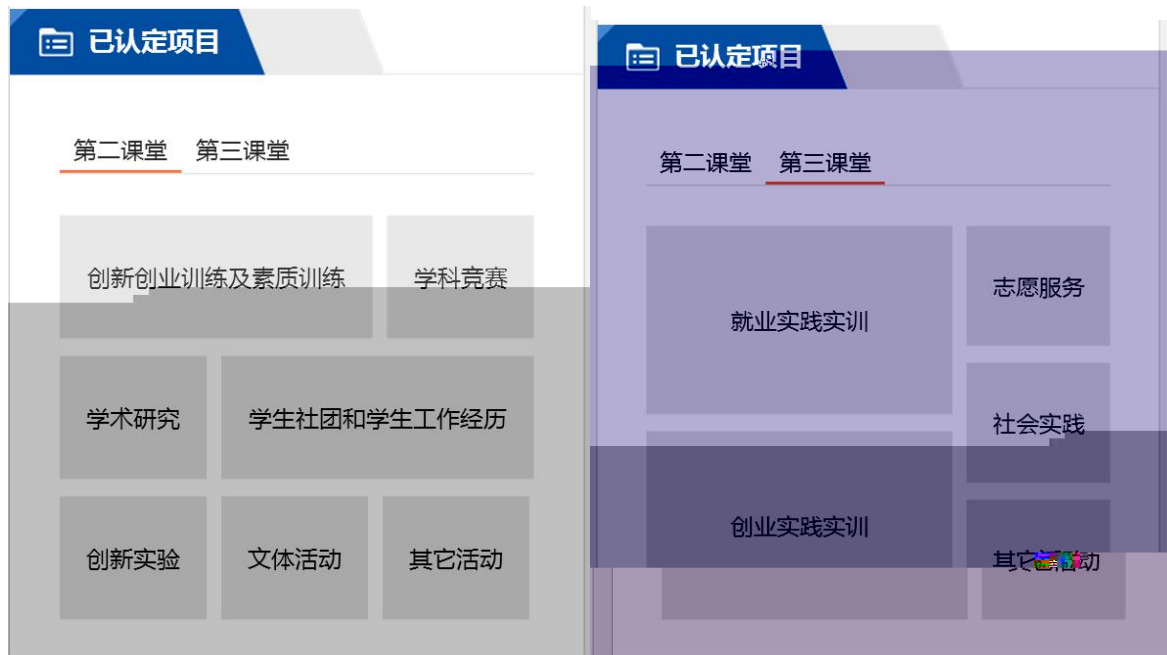 已认定项目
第二课堂 第三课堂
创新创业训练及素质训练 学科竞赛
学术研究 学生社团和学生工作经历
创新实验 文体活动 其它活动
已认定项目
第二课堂 第三课堂
就业实践实训
志愿服务
社会实践
创业实践实训
其它活动